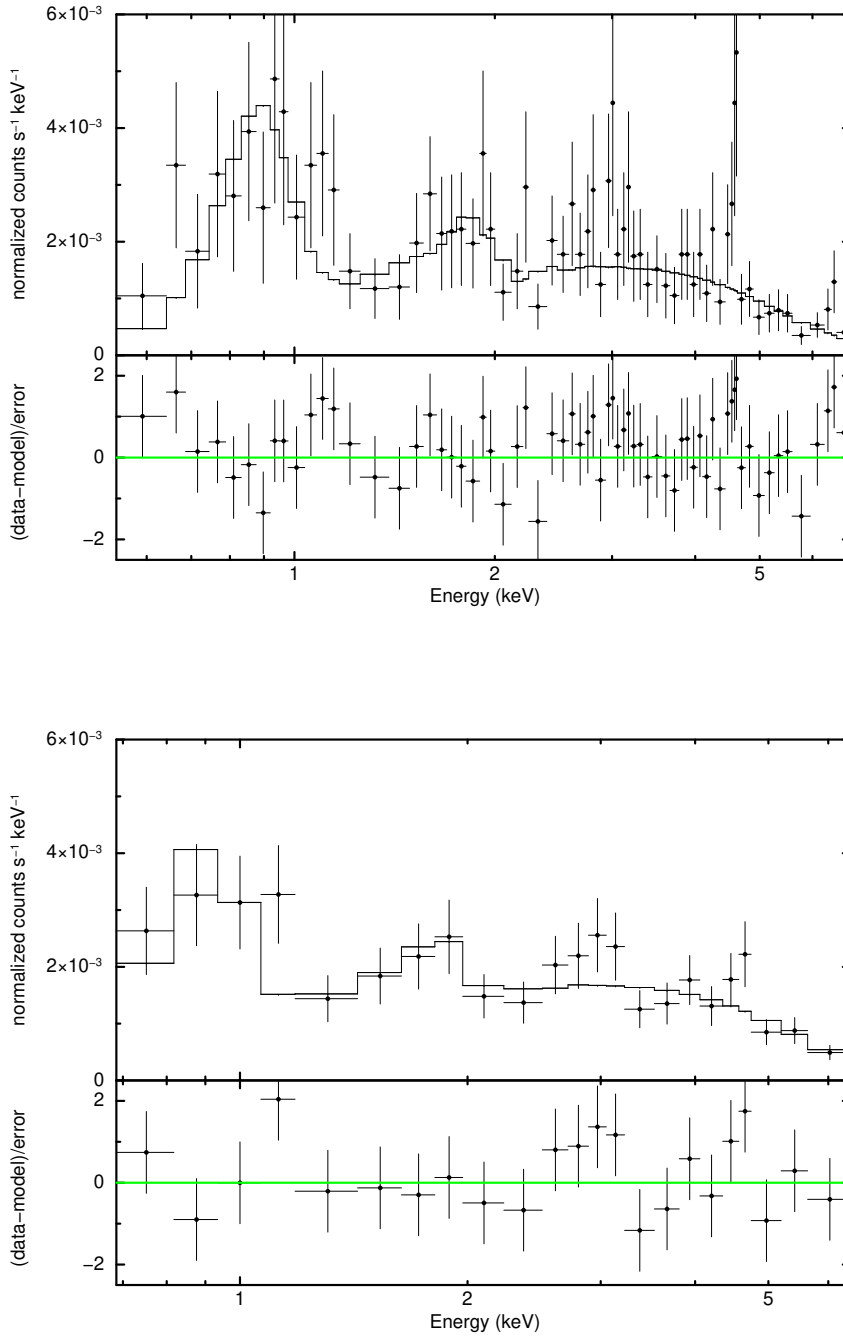 6×10⁻³
4×10⁻³
2×10⁻³
0
normalized counts s⁻¹ keV⁻¹
2
0
−2
(data−model)/error
1 2 5
Energy (keV)
6×10⁻³
4×10⁻³
2×10⁻³
0
normalized counts s⁻¹ keV⁻¹
2
0
−2
(data−model)/error
1 2 5
Energy (keV)